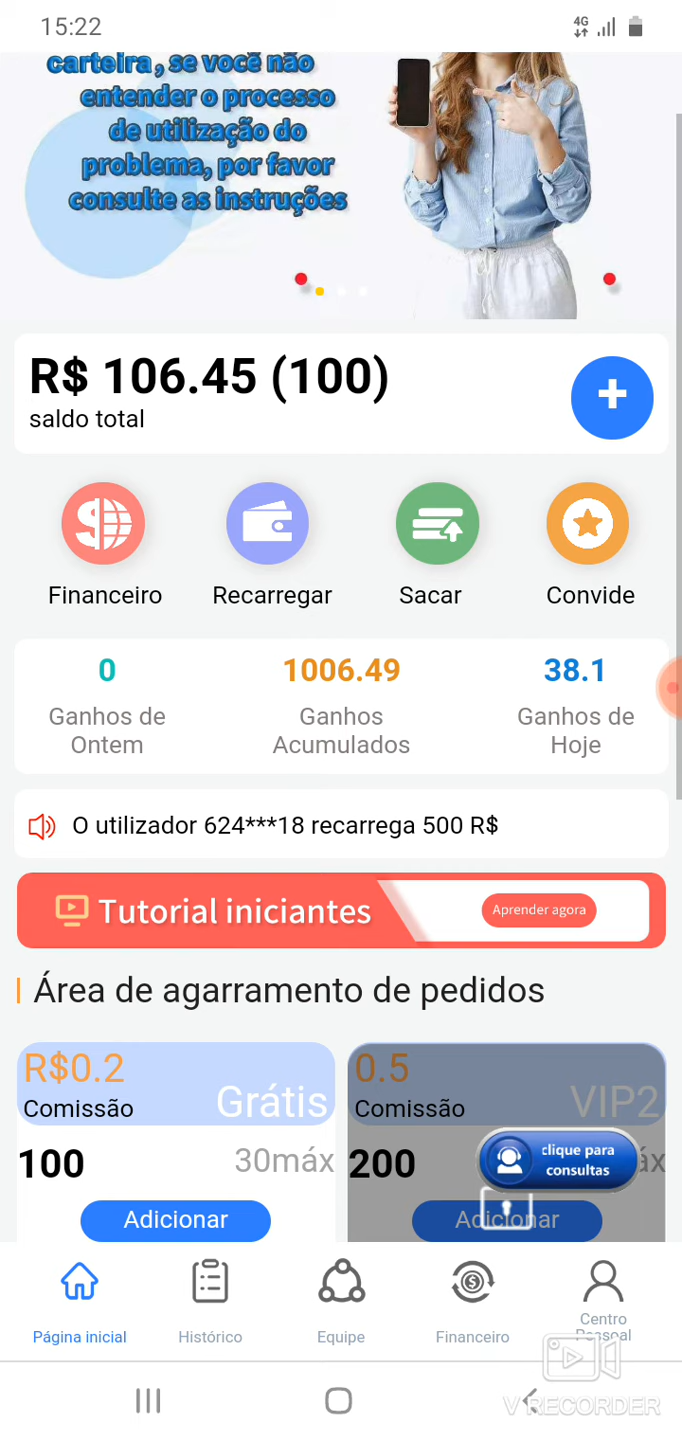 15:22
4G
carteira, se você não
entender o processo
de utilização do
problema, por favor
consulte as instruções
R$ 106.45 (100)
saldo total
Financeiro
Recarregar
Sacar
Convide
0
1006.49
38.1
Ganhos de
Ontem
Ganhos
Acumulados
Ganhos de
Hoje
O utilizador 624***18 recarrega 500 R$
Tutorial iniciantes
Aprender agora
Área de agarramento de pedidos
R$0.2
Comissão
Grátis
100
30máx
Adicionar
0.5
Comissão
VIP2
200
áx
clique para
consultas
Adicionar
Página inicial
Histórico
Equipe
Financeiro
Centro
Pessoal
V RECORDER